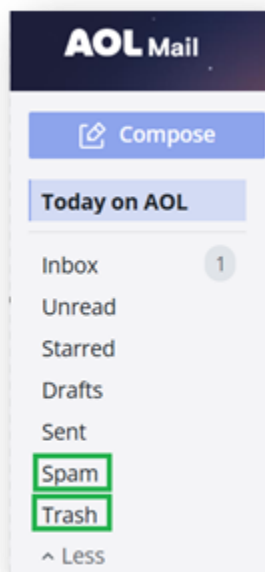 AOL Mail
Compose
Today on AOL
Inbox 1
Unread
Starred
Drafts
Sent
Spam
Trash
Less